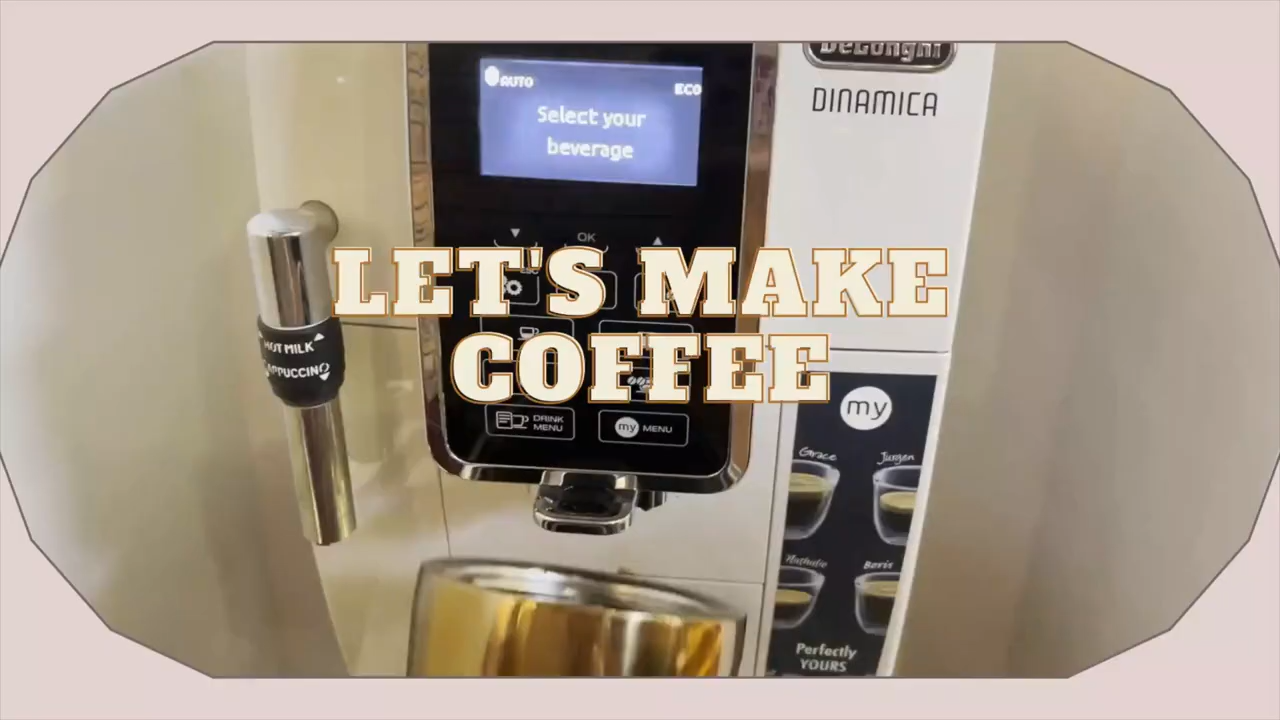 DeLonghi
DINAMICA
AUTO
ECO
Select your
beverage
OK
LET'S MAKE
COFFEE
HOT MILK
CAPPUCCINO
DRINK
MENU
my MENU
my
Grace
Jurgen
Nathalie
Boris
Perfectly
YOURS